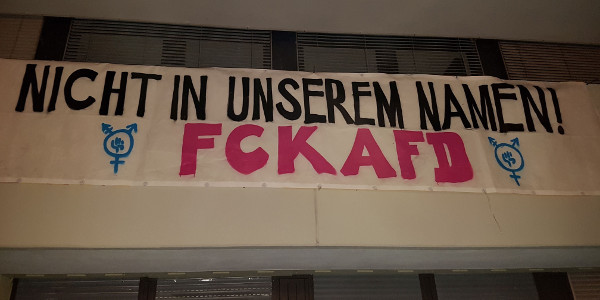 NICHT IN UNSEREM NAMEN!
FCKAFD